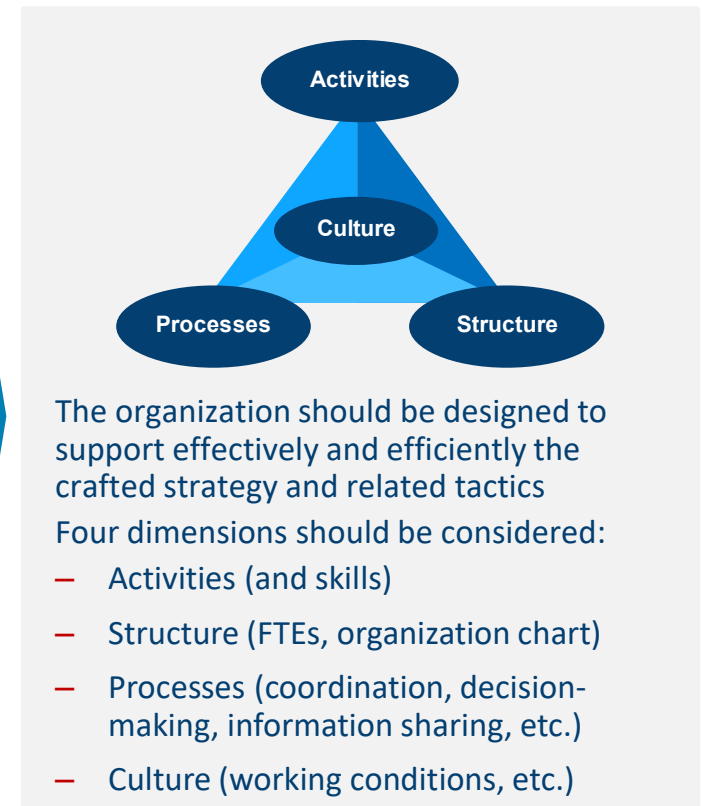 Activities
Culture
Processes
Structure
The organization should be designed to
support effectively and efficiently the
crafted strategy and related tactics
Four dimensions should be considered:
– Activities (and skills)
– Structure (FTEs, organization chart)
– Processes (coordination, decision-
making, information sharing, etc.)
– Culture (working conditions, etc.)